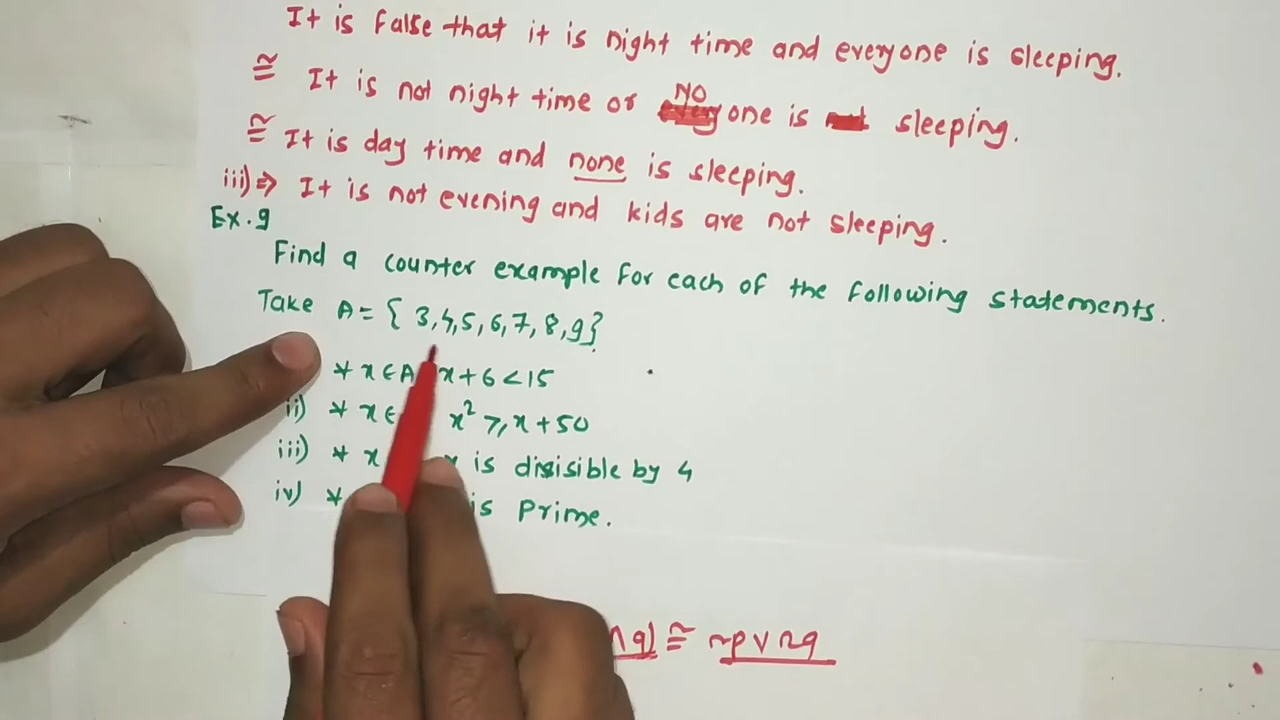 It is false that it is night time and everyone is sleeping.
≅ It is not night time or NO one is sleeping.
≅ It is day time and none is sleeping.
iii) ⇒ It is not evening and kids are not sleeping.
Ex. 9
Find a counter example for each of the following statements.
Take A = { 3,4,5,6,7,8,9}.
∀ x ∈ A x + 6 < 15
ii) ∀ x ∈ x² ≥ x + 50
iii) ∀ x is divisible by 4
iv) ∀ is Prime.
∧ q) ≅ ~p ∨ ~q